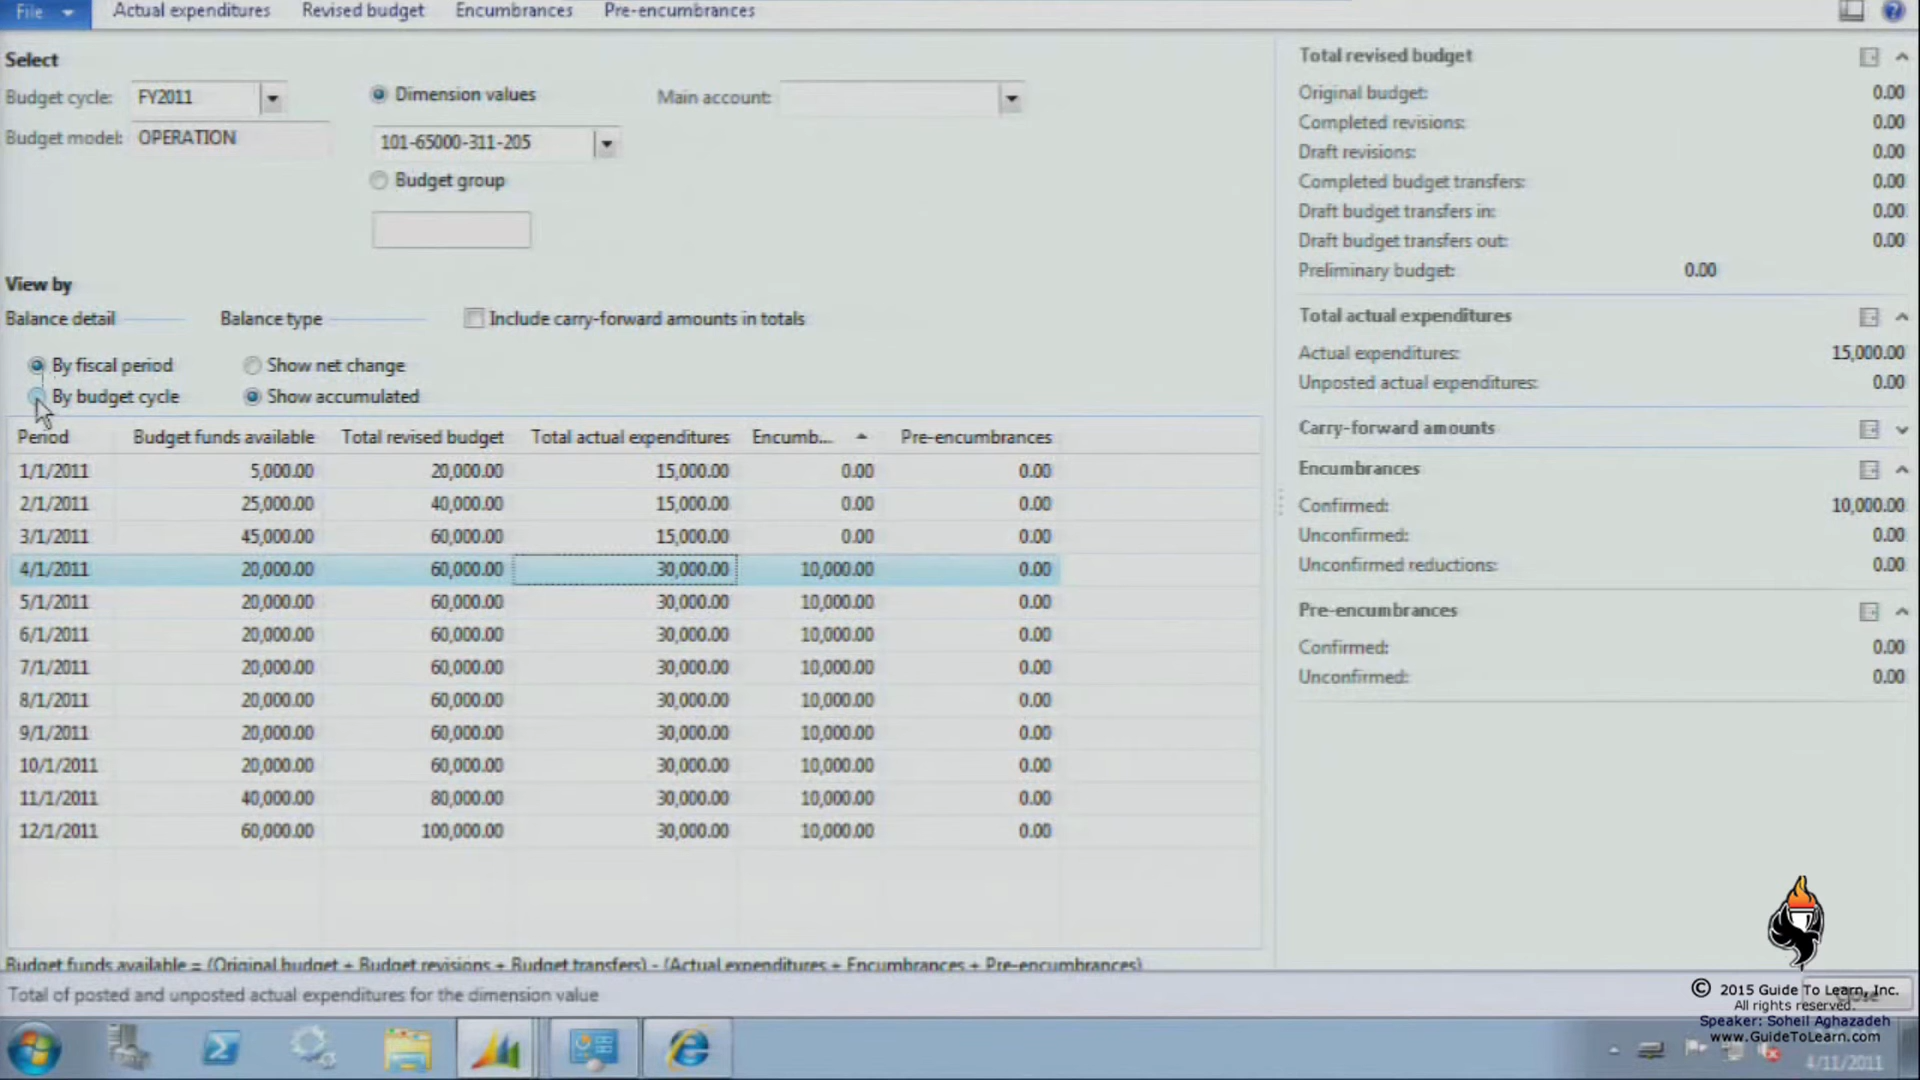 File Actual expenditures Revised budget Encumbrances Pre-encumbrances
Select
Budget cycle: FY2011
Budget model: OPERATION
Dimension values
101-65000-311-205
Budget group
Main account:
View by
Balance detail Balance type Include carry-forward amounts in totals
By fiscal period Show net change
By budget cycle Show accumulated
Period Budget funds available Total revised budget Total actual expenditures Encumb... Pre-encumbrances
1/1/2011 5,000.00 20,000.00 15,000.00 0.00 0.00
2/1/2011 25,000.00 40,000.00 15,000.00 0.00 0.00
3/1/2011 45,000.00 60,000.00 15,000.00 0.00 0.00
4/1/2011 20,000.00 60,000.00 30,000.00 10,000.00 0.00
5/1/2011 20,000.00 60,000.00 30,000.00 10,000.00 0.00
6/1/2011 20,000.00 60,000.00 30,000.00 10,000.00 0.00
7/1/2011 20,000.00 60,000.00 30,000.00 10,000.00 0.00
8/1/2011 20,000.00 60,000.00 30,000.00 10,000.00 0.00
9/1/2011 20,000.00 60,000.00 30,000.00 10,000.00 0.00
10/1/2011 20,000.00 60,000.00 30,000.00 10,000.00 0.00
11/1/2011 40,000.00 80,000.00 30,000.00 10,000.00 0.00
12/1/2011 60,000.00 100,000.00 30,000.00 10,000.00 0.00
Budget funds available = (Original budget + Budget revisions + Budget transfers) - (Actual expenditures + Encumbrances + Pre-encumbrances)
Total of posted and unposted actual expenditures for the dimension value
Total revised budget
Original budget: 0.00
Completed revisions: 0.00
Draft revisions: 0.00
Completed budget transfers: 0.00
Draft budget transfers in: 0.00
Draft budget transfers out: 0.00
Preliminary budget: 0.00
Total actual expenditures
Actual expenditures: 15,000.00
Unposted actual expenditures: 0.00
Carry-forward amounts
Encumbrances
Confirmed: 10,000.00
Unconfirmed: 0.00
Unconfirmed reductions: 0.00
Pre-encumbrances
Confirmed: 0.00
Unconfirmed: 0.00
© 2015 Guide To Learn, Inc.
All rights reserved.
Speaker: Soheil Aghazadeh
www.GuideToLearn.com
4/11/2011